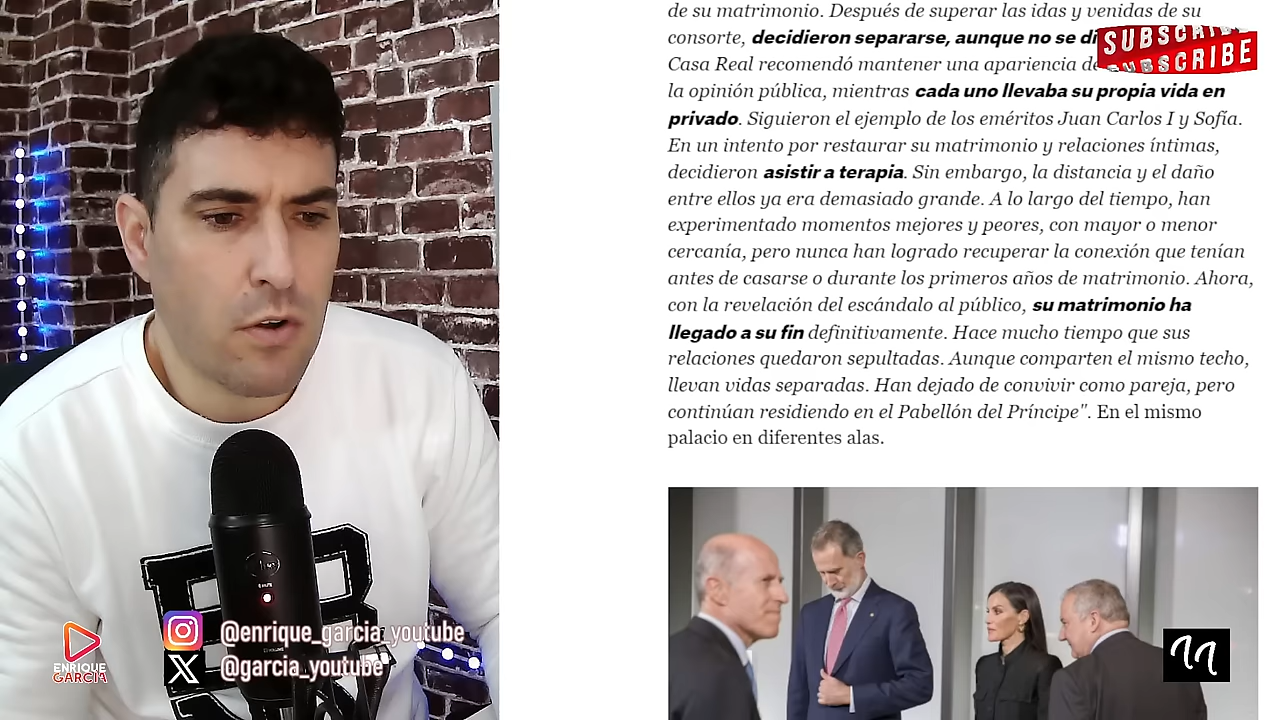 de su matrimonio. Después de superar las idas y venidas de su
consorte, decidieron separarse, aunque no se di
Casa Real recomendó mantener una apariencia de
la opinión pública, mientras cada uno llevaba su propia vida en
privado. Siguieron el ejemplo de los eméritos Juan Carlos I y Sofía.
En un intento por restaurar su matrimonio y relaciones íntimas,
decidieron asistir a terapia. Sin embargo, la distancia y el daño
entre ellos ya era demasiado grande. A lo largo del tiempo, han
experimentado momentos mejores y peores, con mayor o menor
cercanía, pero nunca han logrado recuperar la conexión que tenían
antes de casarse o durante los primeros años de matrimonio. Ahora,
con la revelación del escándalo al público, su matrimonio ha
llegado a su fin definitivamente. Hace mucho tiempo que sus
relaciones quedaron sepultadas. Aunque comparten el mismo techo,
llevan vidas separadas. Han dejado de convivir como pareja, pero
continúan residiendo en el Pabellón del Príncipe". En el mismo
palacio en diferentes alas.
SUBSCRIBE
SUBSCRIBE
@enrique_garcia_youtube
@garcia_youtube
ENRIQUE
GARCIA